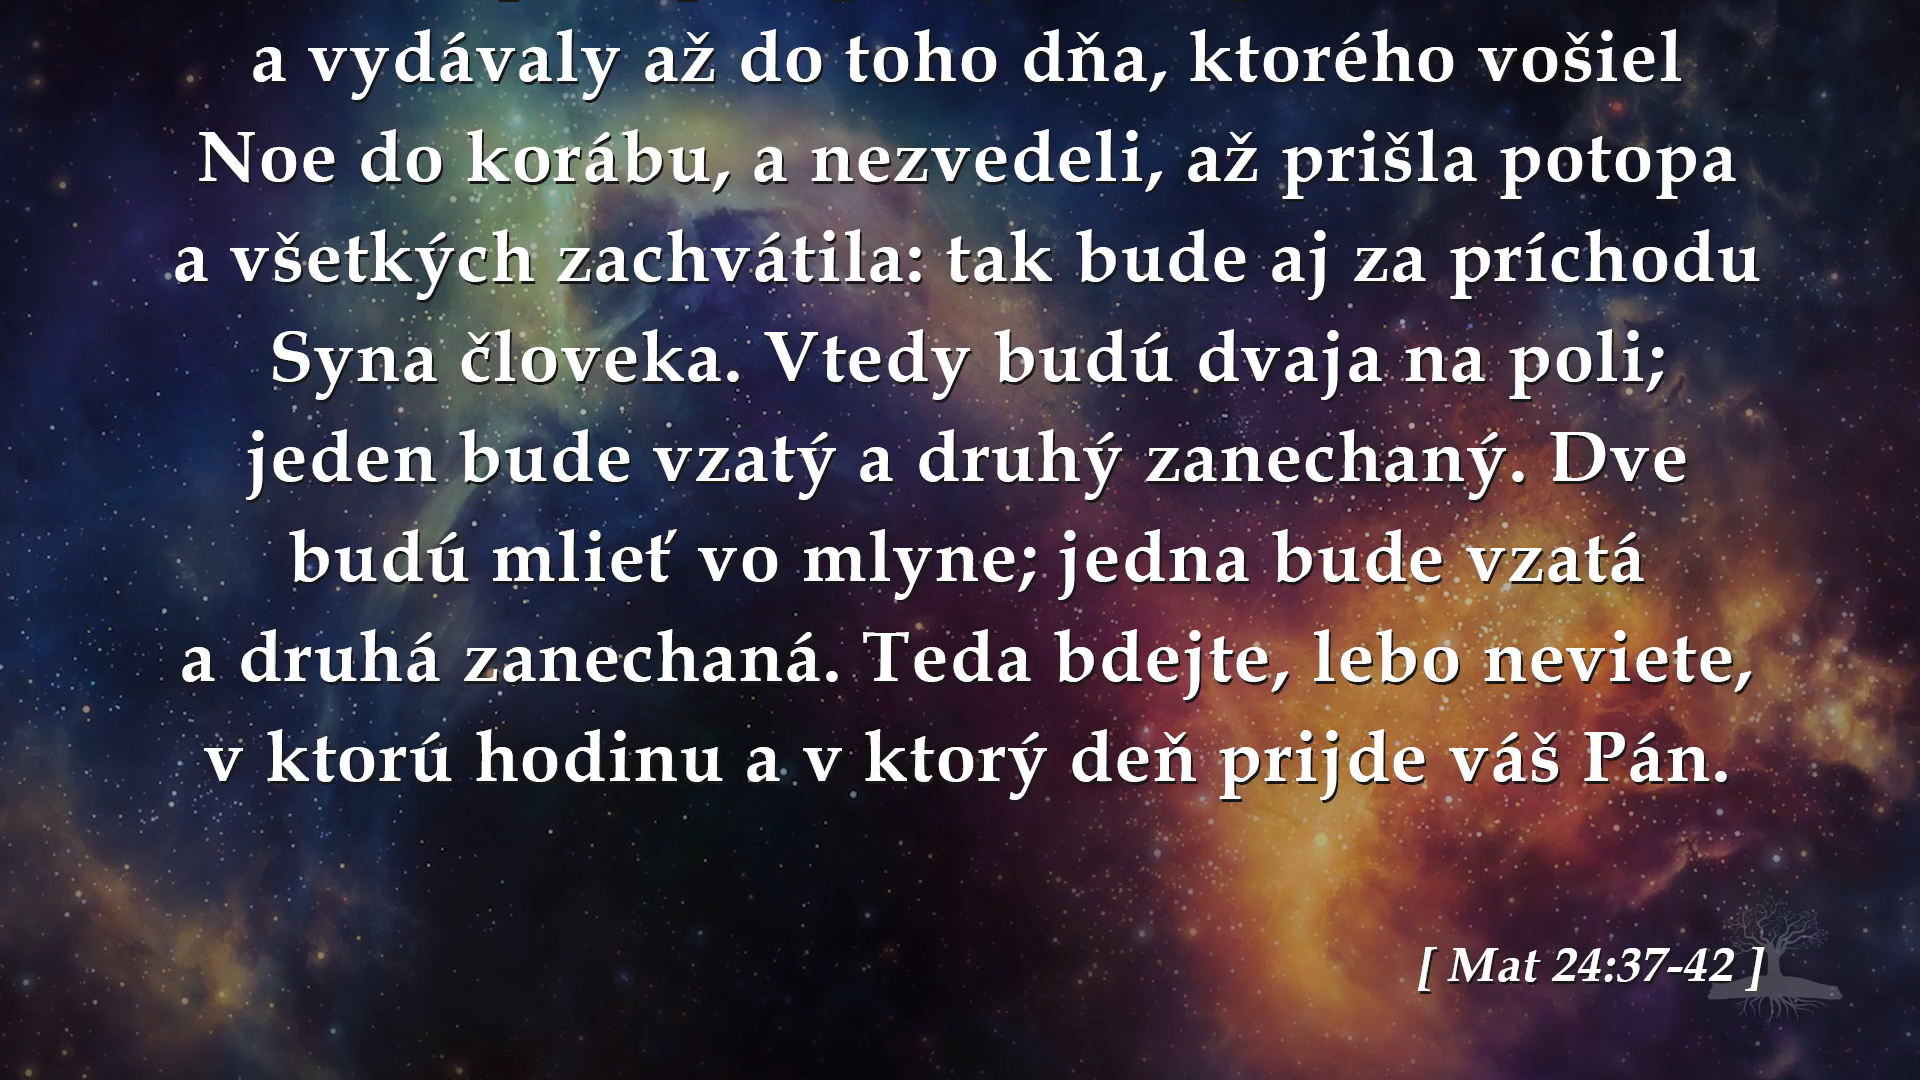 a vydávaly až do toho dňa, ktorého vošiel
Noe do korábu, a nezvedeli, až prišla potopa
a všetkých zachvátila: tak bude aj za príchodu
Syna človeka. Vtedy budú dvaja na poli;
jeden bude vzatý a druhý zanechaný. Dve
budú mlieť vo mlyne; jedna bude vzatá
a druhá zanechaná. Teda bdejte, lebo neviete,
v ktorú hodinu a v ktorý deň prijde váš Pán.
[ Mat 24:37-42 ]